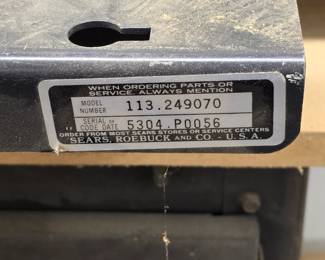 WHEN ORDERING PARTS OR
SERVICE, ALWAYS MENTION
MODEL NUMBER 113.249070
SERIAL OR CODE DATE 5304.P0056
ORDER FROM MOST SEARS STORES OR SERVICE CENTERS
SEARS, ROEBUCK AND CO. - U.S.A.